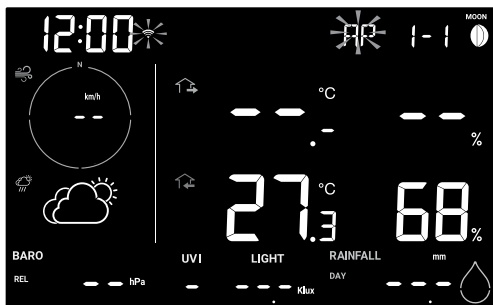 12:00 AP 1-1 MOON
N
km/h
--
°C
--.-
--
%
°C
27.3
68%
BARO UVI LIGHT RAINFALL mm
REL -- hPa - ---.- Klux DAY ---.-